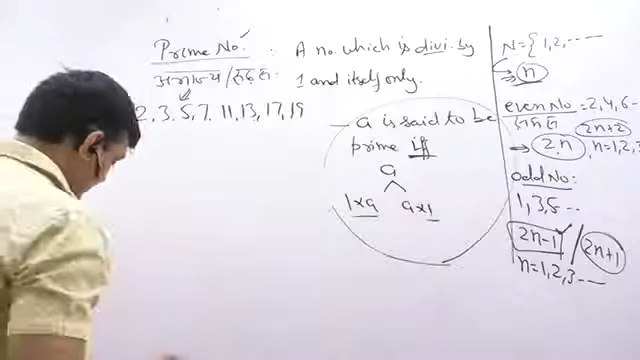 Prime No. : A no. which is divi. by
अभाज्य / रूढ़ 1 and itself only.
2, 3, 5, 7, 11, 13, 17, 19
– a is said to be
prime iff
a
1×a a×1
N = {1, 2, -----
n
even No = 2, 4, 6-
2n+2
→ 2n, n=1,2,3
odd No:
1, 3, 5 --
2n-1 / 2n+1
n=1,2,3----